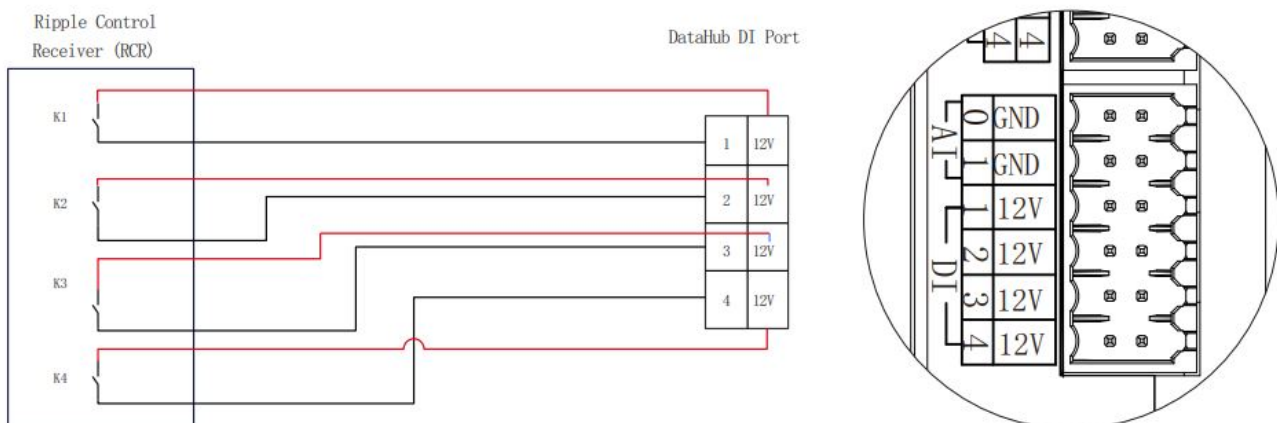 Ripple Control
Receiver (RCR)
DataHub DI Port
K1
1 12V
K2
2 12V
K3
3 12V
4 12V
K4
4 4
AI
0 GND
1 GND
DI
1 12V
2 12V
3 12V
4 12V